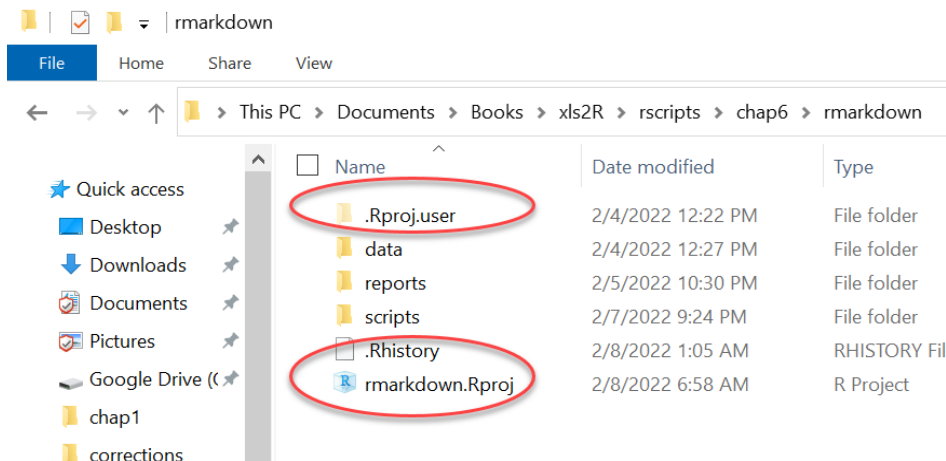 rmarkdown
File Home Share View
This PC > Documents > Books > xls2R > rscripts > chap6 > rmarkdown
Name Date modified Type
Quick access
.Rproj.user 2/4/2022 12:22 PM File folder
Desktop
data 2/4/2022 12:27 PM File folder
Downloads
reports 2/5/2022 10:30 PM File folder
Documents
scripts 2/7/2022 9:24 PM File folder
Pictures
.Rhistory 2/8/2022 1:05 AM RHISTORY Fil
Google Drive (
rmarkdown.Rproj 2/8/2022 6:58 AM R Project
chap1
corrections